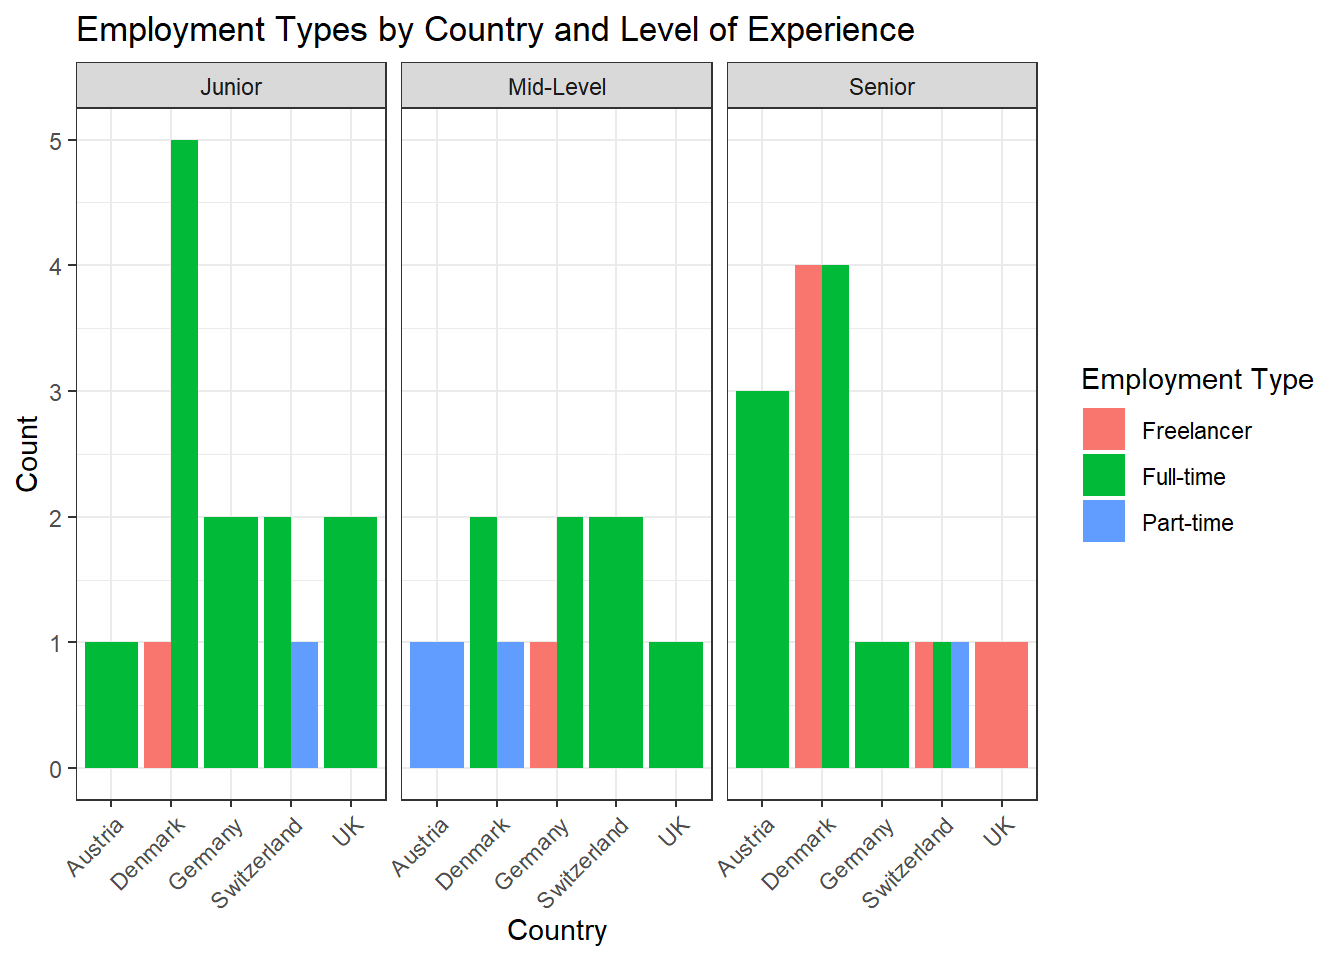 Employment Types by Country and Level of Experience
Junior Mid-Level Senior
5
4
3
2
1
0
Count
Austria Denmark Germany Switzerland UK Austria Denmark Germany Switzerland UK Austria Denmark Germany Switzerland UK
Country
Employment Type
Freelancer
Full-time
Part-time